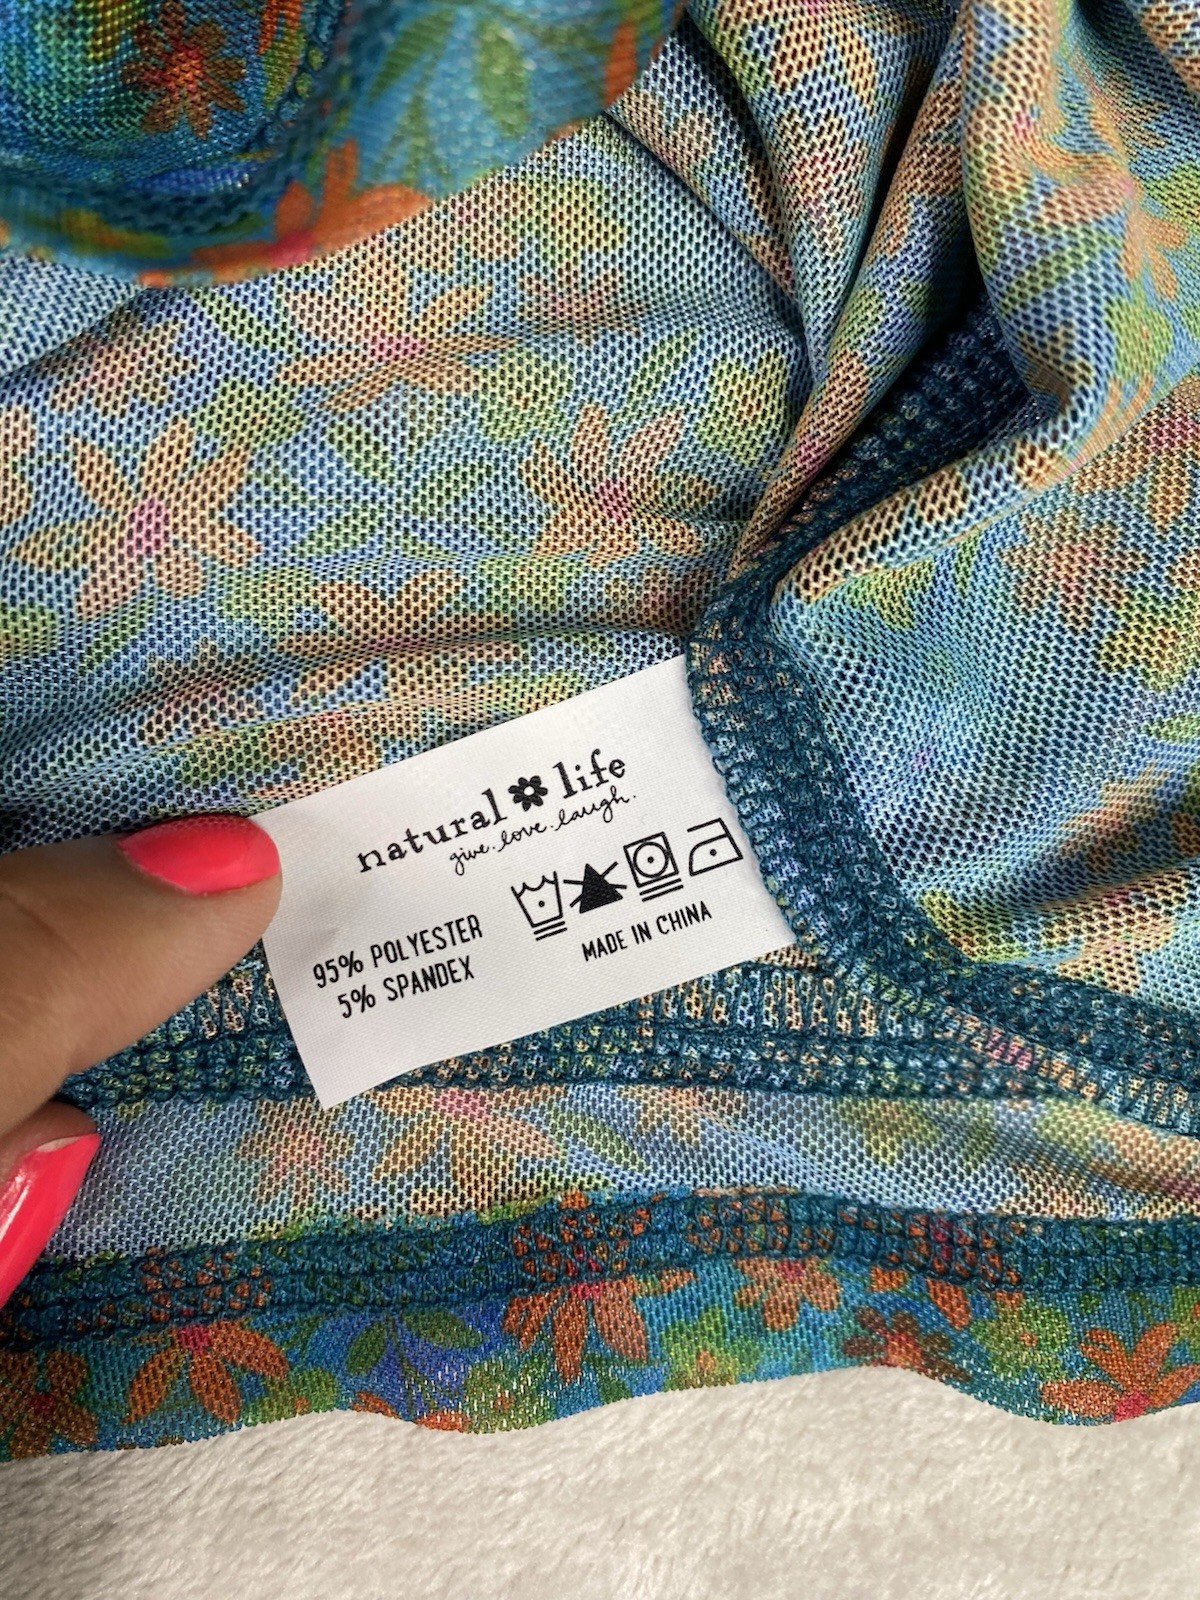 natural life
give. love. laugh.
95% POLYESTER
5% SPANDEX
MADE IN CHINA